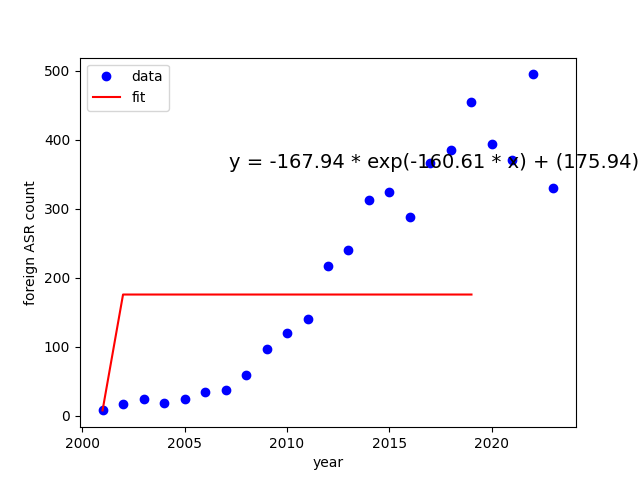 data
fit
y = -167.94 * exp(-160.61 * x) + (175.94)
500
400
300
200
100
0
foreign ASR count
2000 2005 2010 2015 2020
year